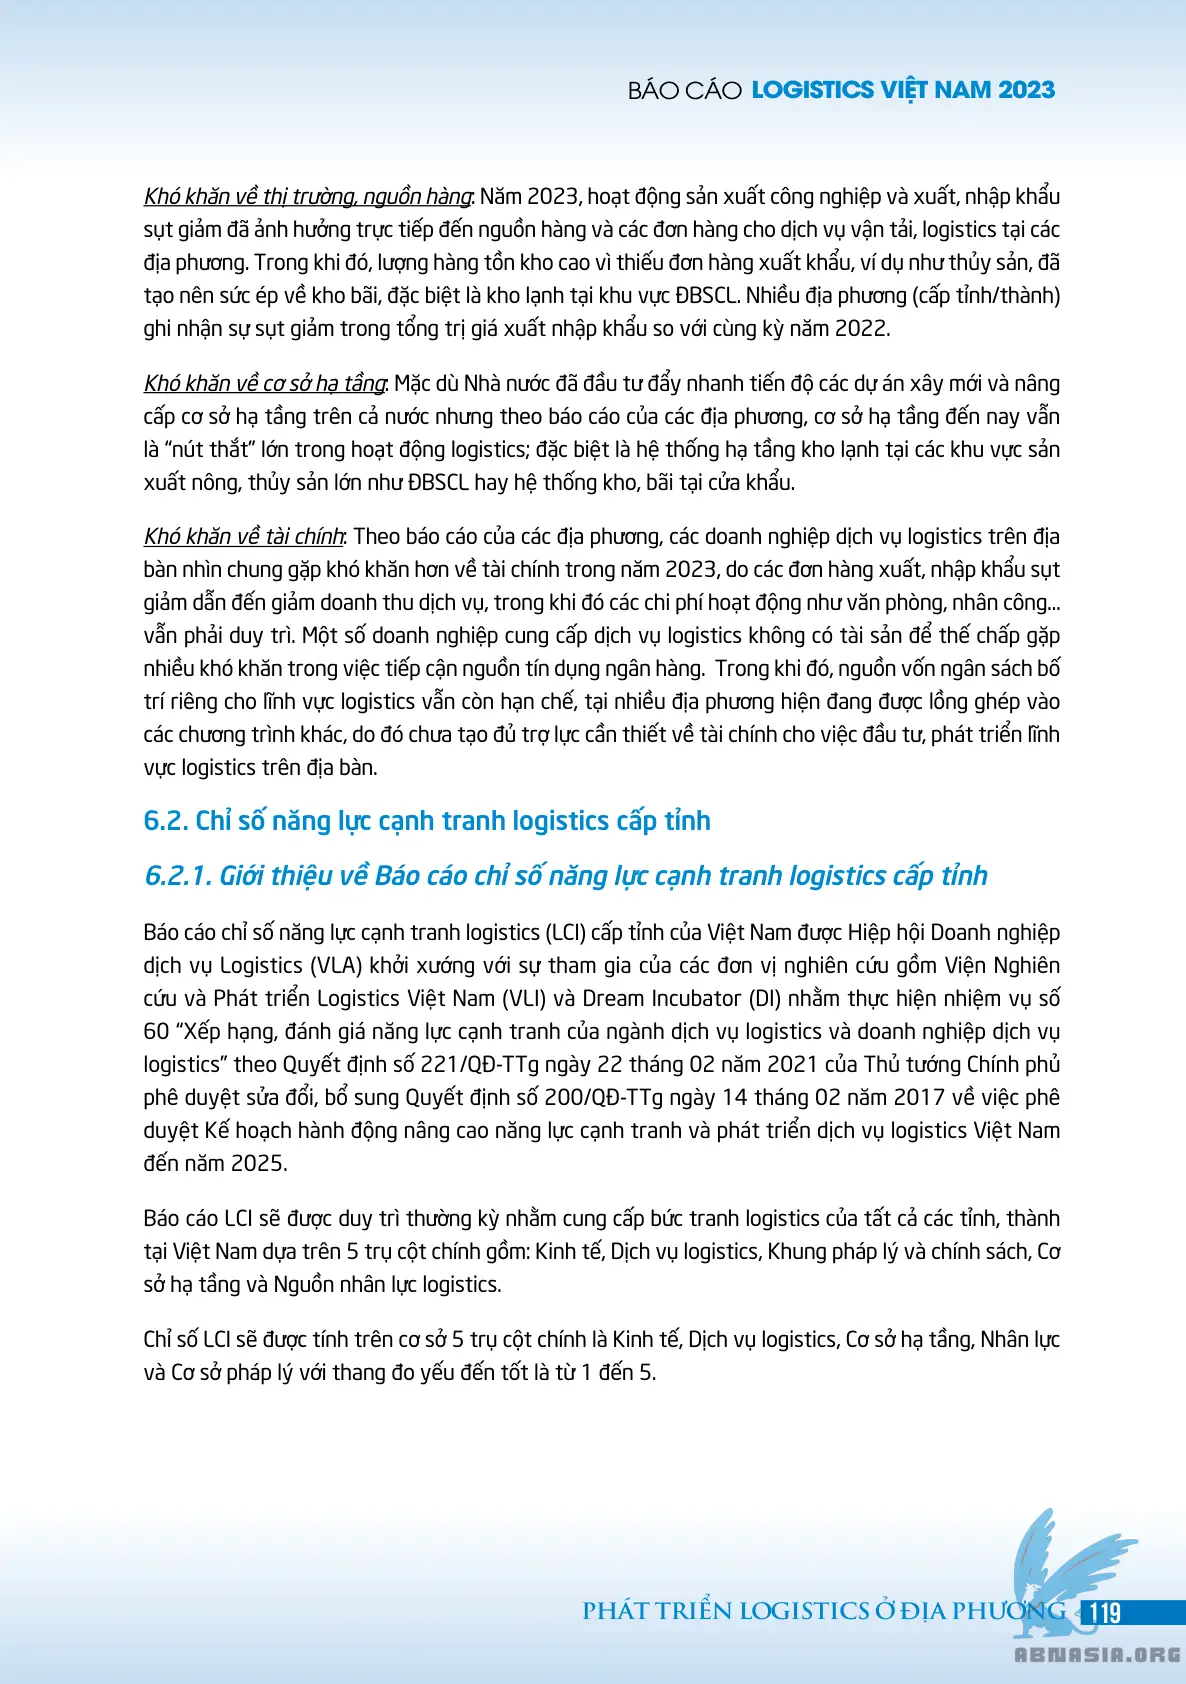 BÁO CÁO LOGISTICS VIỆT NAM 2023
Khó khăn về thị trường, nguồn hàng: Năm 2023, hoạt động sản xuất công nghiệp và xuất, nhập khẩu
sụt giảm đã ảnh hưởng trực tiếp đến nguồn hàng và các đơn hàng cho dịch vụ vận tải, logistics tại các
địa phương. Trong khi đó, lượng hàng tồn kho cao vì thiếu đơn hàng xuất khẩu, ví dụ như thủy sản, đã
tạo nên sức ép về kho bãi, đặc biệt là kho lạnh tại khu vực ĐBSCL. Nhiều địa phương (cấp tỉnh/thành)
ghi nhận sự sụt giảm trong tổng trị giá xuất nhập khẩu so với cùng kỳ năm 2022.
Khó khăn về cơ sở hạ tầng: Mặc dù Nhà nước đã đầu tư đẩy nhanh tiến độ các dự án xây mới và nâng
cấp cơ sở hạ tầng trên cả nước nhưng theo báo cáo của các địa phương, cơ sở hạ tầng đến nay vẫn
là “nút thắt” lớn trong hoạt động logistics; đặc biệt là hệ thống hạ tầng kho lạnh tại các khu vực sản
xuất nông, thủy sản lớn như ĐBSCL hay hệ thống kho, bãi tại cửa khẩu.
Khó khăn về tài chính: Theo báo cáo của các địa phương, các doanh nghiệp dịch vụ logistics trên địa
bàn nhìn chung gặp khó khăn hơn về tài chính trong năm 2023, do các đơn hàng xuất, nhập khẩu sụt
giảm dẫn đến giảm doanh thu dịch vụ, trong khi đó các chi phí hoạt động như văn phòng, nhân công...
vẫn phải duy trì. Một số doanh nghiệp cung cấp dịch vụ logistics không có tài sản để thế chấp gặp
nhiều khó khăn trong việc tiếp cận nguồn tín dụng ngân hàng. Trong khi đó, nguồn vốn ngân sách bố
trí riêng cho lĩnh vực logistics vẫn còn hạn chế, tại nhiều địa phương hiện đang được lồng ghép vào
các chương trình khác, do đó chưa tạo đủ trợ lực cần thiết về tài chính cho việc đầu tư, phát triển lĩnh
vực logistics trên địa bàn.
6.2. Chỉ số năng lực cạnh tranh logistics cấp tỉnh
6.2.1. Giới thiệu về Báo cáo chỉ số năng lực cạnh tranh logistics cấp tỉnh
Báo cáo chỉ số năng lực cạnh tranh logistics (LCI) cấp tỉnh của Việt Nam được Hiệp hội Doanh nghiệp
dịch vụ Logistics (VLA) khởi xướng với sự tham gia của các đơn vị nghiên cứu gồm Viện Nghiên
cứu và Phát triển Logistics Việt Nam (VLI) và Dream Incubator (DI) nhằm thực hiện nhiệm vụ số
60 “Xếp hạng, đánh giá năng lực cạnh tranh của ngành dịch vụ logistics và doanh nghiệp dịch vụ
logistics” theo Quyết định số 221/QĐ-TTg ngày 22 tháng 02 năm 2021 của Thủ tướng Chính phủ
phê duyệt sửa đổi, bổ sung Quyết định số 200/QĐ-TTg ngày 14 tháng 02 năm 2017 về việc phê
duyệt Kế hoạch hành động nâng cao năng lực cạnh tranh và phát triển dịch vụ logistics Việt Nam
đến năm 2025.
Báo cáo LCI sẽ được duy trì thường kỳ nhằm cung cấp bức tranh logistics của tất cả các tỉnh, thành
tại Việt Nam dựa trên 5 trụ cột chính gồm: Kinh tế, Dịch vụ logistics, Khung pháp lý và chính sách, Cơ
sở hạ tầng và Nguồn nhân lực logistics.
Chỉ số LCI sẽ được tính trên cơ sở 5 trụ cột chính là Kinh tế, Dịch vụ logistics, Cơ sở hạ tầng, Nhân lực
và Cơ sở pháp lý với thang đo yếu đến tốt là từ 1 đến 5.
PHÁT TRIỂN LOGISTICS Ở ĐỊA PHƯƠNG 119
ABNASIA.ORG